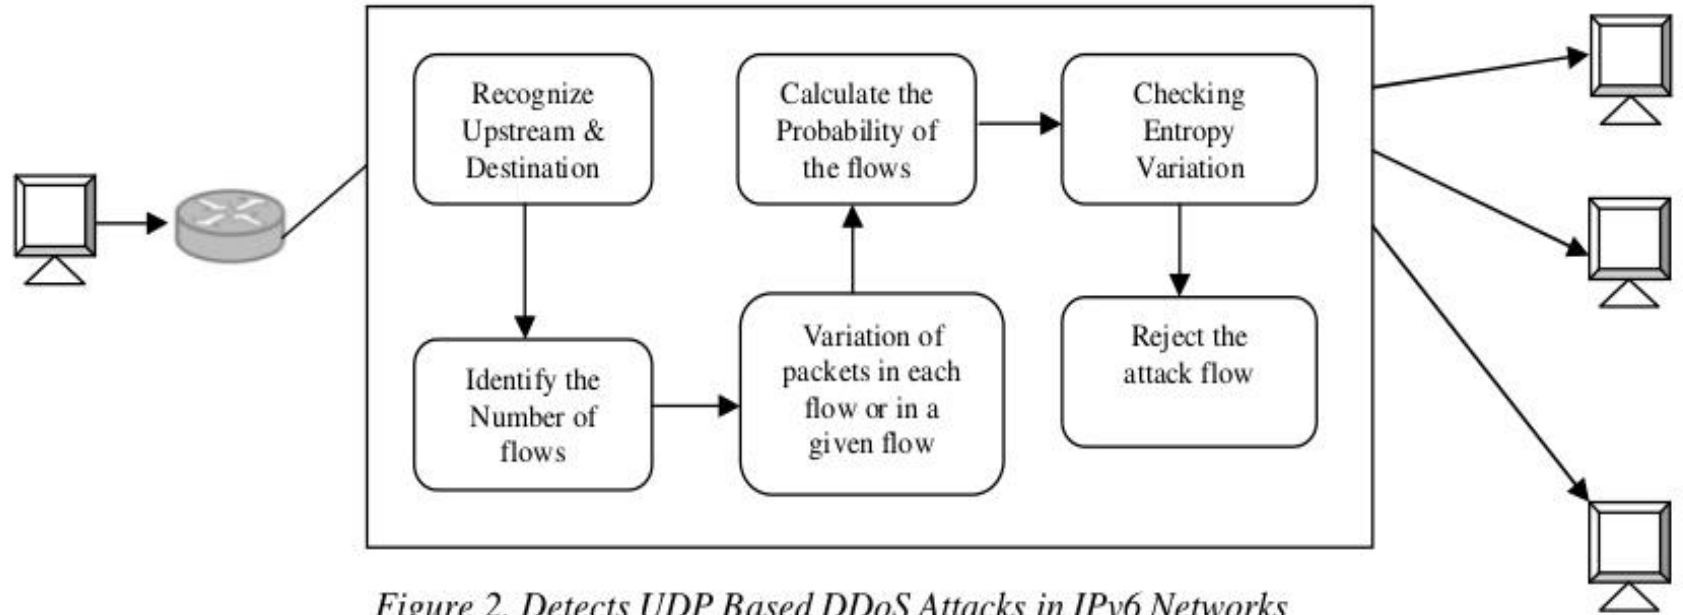 Recognize
Upstream &
Destination
Identify the
Number of
flows
Variation of
packets in each
flow or in a
given flow
Calculate the
Probability of
the flows
Checking
Entropy
Variation
Reject the
attack flow
Figure 2. Detects UDP Based DDoS Attacks in IPv6 Networks